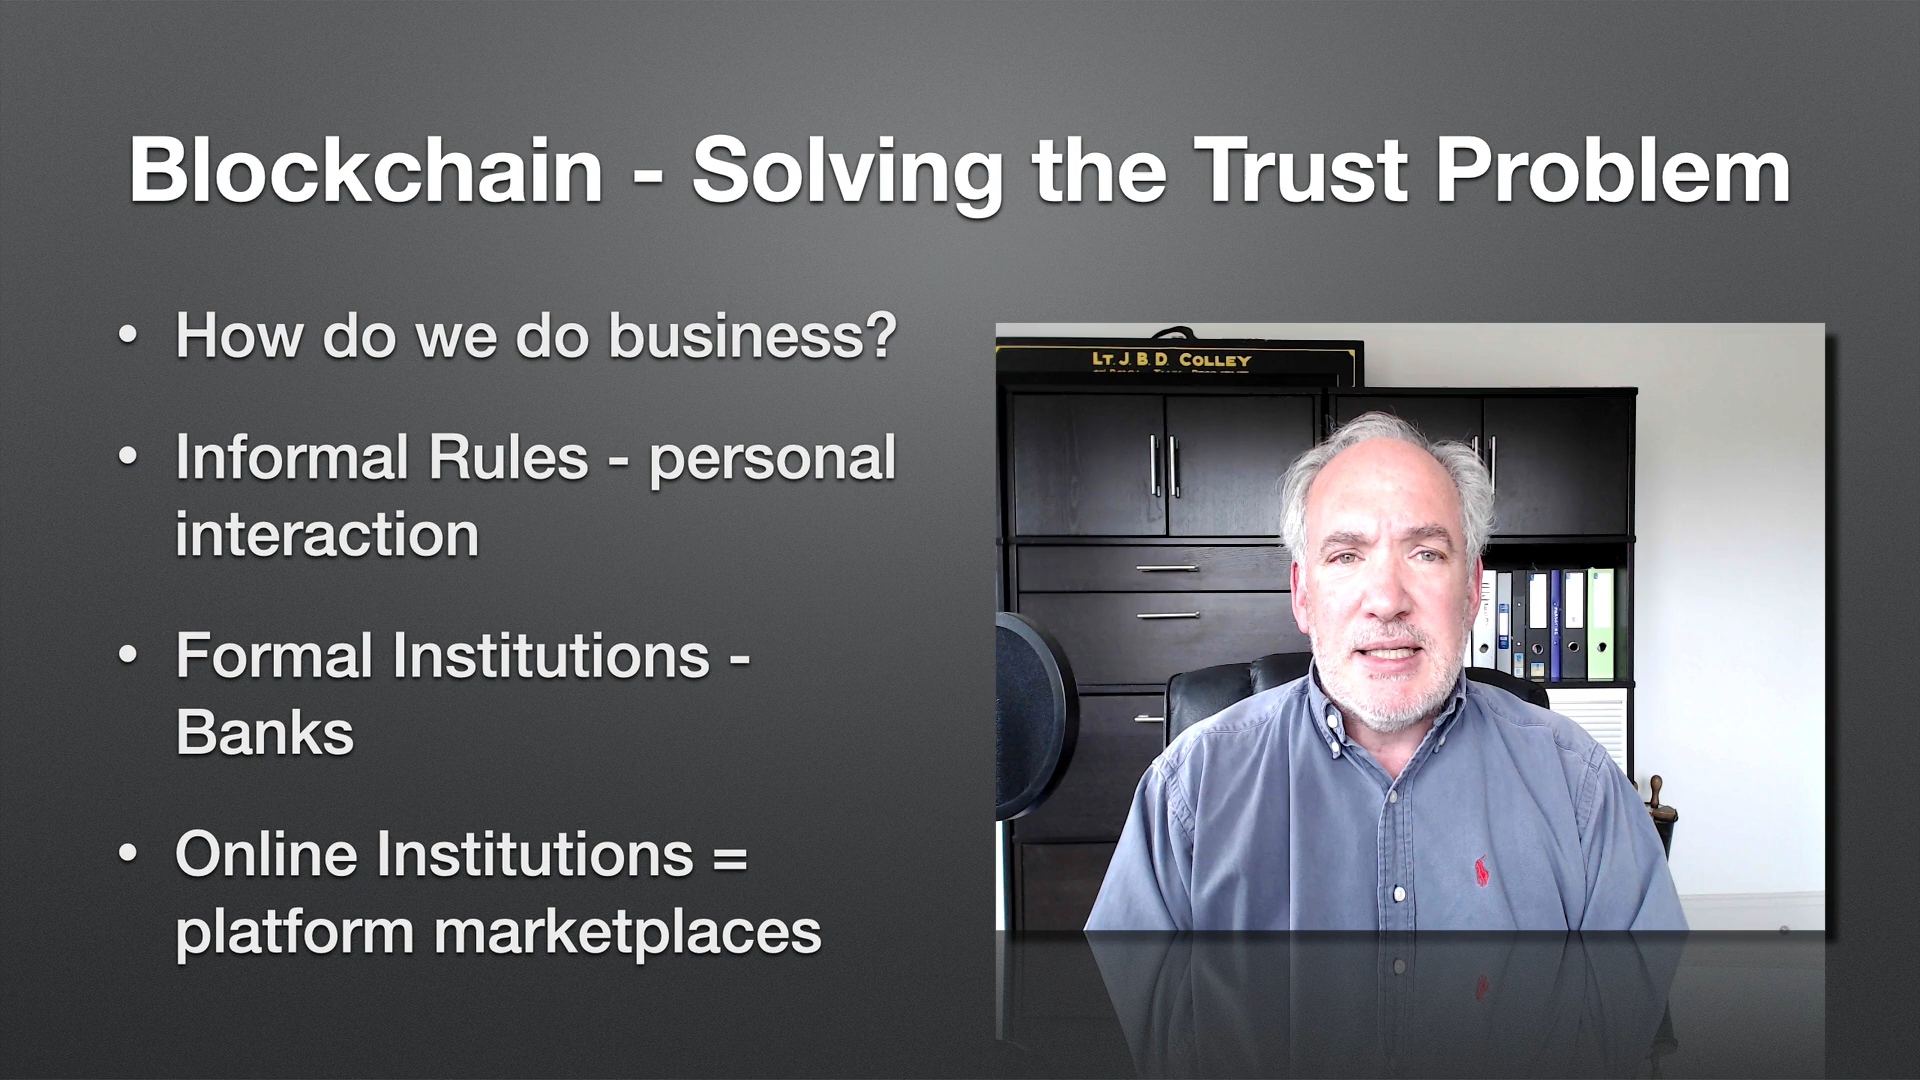 Blockchain - Solving the Trust Problem
• How do we do business?
• Informal Rules - personal
interaction
• Formal Institutions -
Banks
• Online Institutions =
platform marketplaces
LT. J. B. D. COLLEY